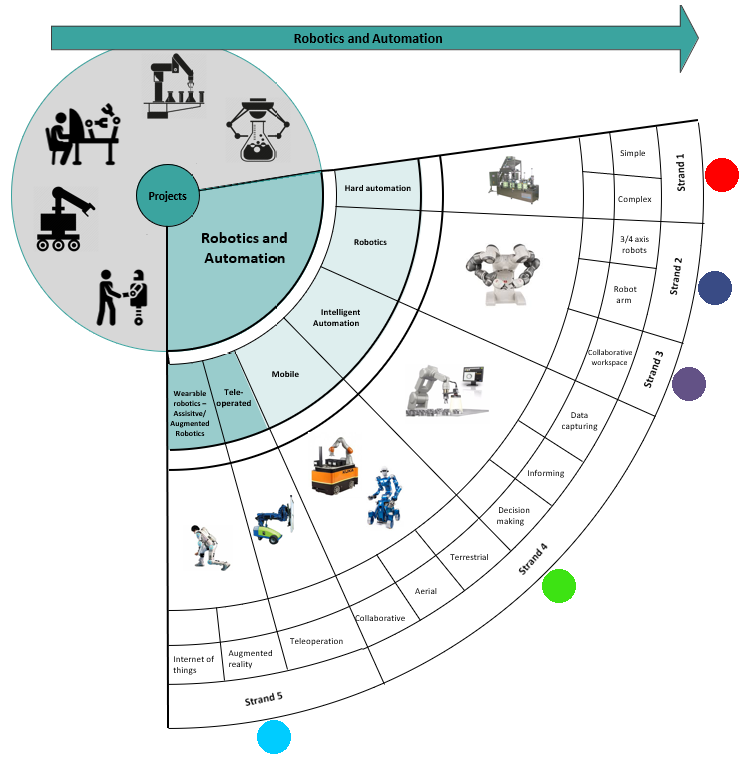 Robotics and Automation
Projects
Robotics and
Automation
Hard automation
Robotics
Intelligent
Automation
Mobile
Tele-
operated
Wearable
robotics –
Assisitve/
Augmented
Robotics
Simple
Complex
3/4 axis
robots
Robot
arm
Collaborative
workspace
Data
capturing
Informing
Decision
making
Terrestrial
Aerial
Collaborative
Teleoperation
Augmented
reality
Internet of
things
Strand 1
Strand 2
Strand 3
Strand 4
Strand 5